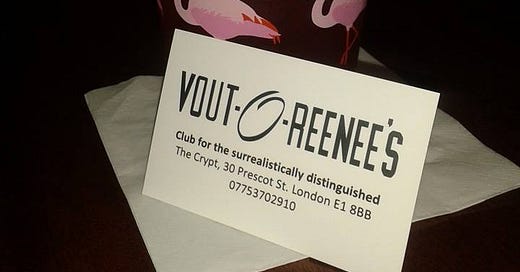 VOUT-O-REENEE'S
Club for the surrealistically distinguished
The Crypt, 30 Prescot St. London E1 8BB
07753702910